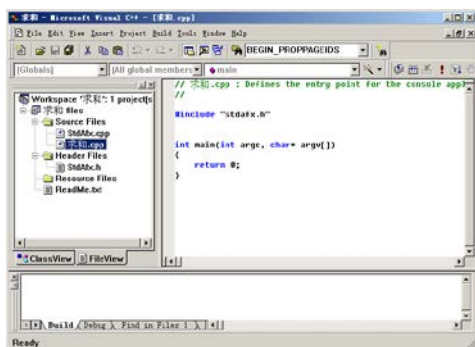 求和 - Microsoft Visual C++ - [求和.cpp]
File Edit View Insert Project Build Tools Window Help
BEGIN_PROPPAGEIDS
[Globals] [All global members main
Workspace '求和': 1 project[s
求和 files
Source Files
StdAfx.cpp
求和.cpp
Header Files
StdAfx.h
Resource Files
ReadMe.txt
ClassView FileView
// 求和.cpp : Defines the entry point for the console appl
//
#include "stdafx.h"
int main(int argc, char* argv[])
{
return 0;
}
Build Debug Find in Files 1
Ready